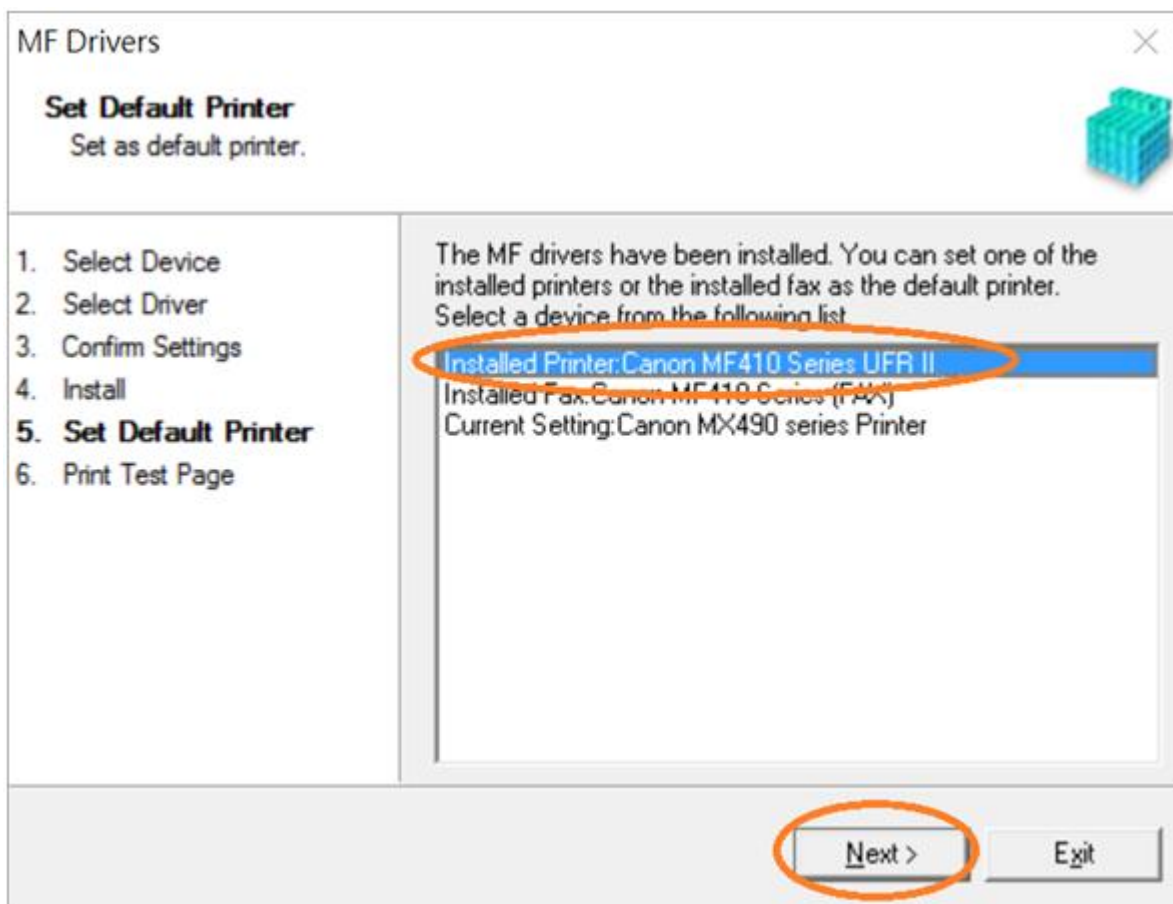 MF Drivers
Set Default Printer
Set as default printer.
1. Select Device
2. Select Driver
3. Confirm Settings
4. Install
5. Set Default Printer
6. Print Test Page
The MF drivers have been installed. You can set one of the
installed printers or the installed fax as the default printer.
Select a device from the following list.
Installed Printer:Canon MF410 Series UFR II
Installed Fax:Canon MF410 Series (FAX)
Current Setting:Canon MX490 series Printer
Next >
Exit